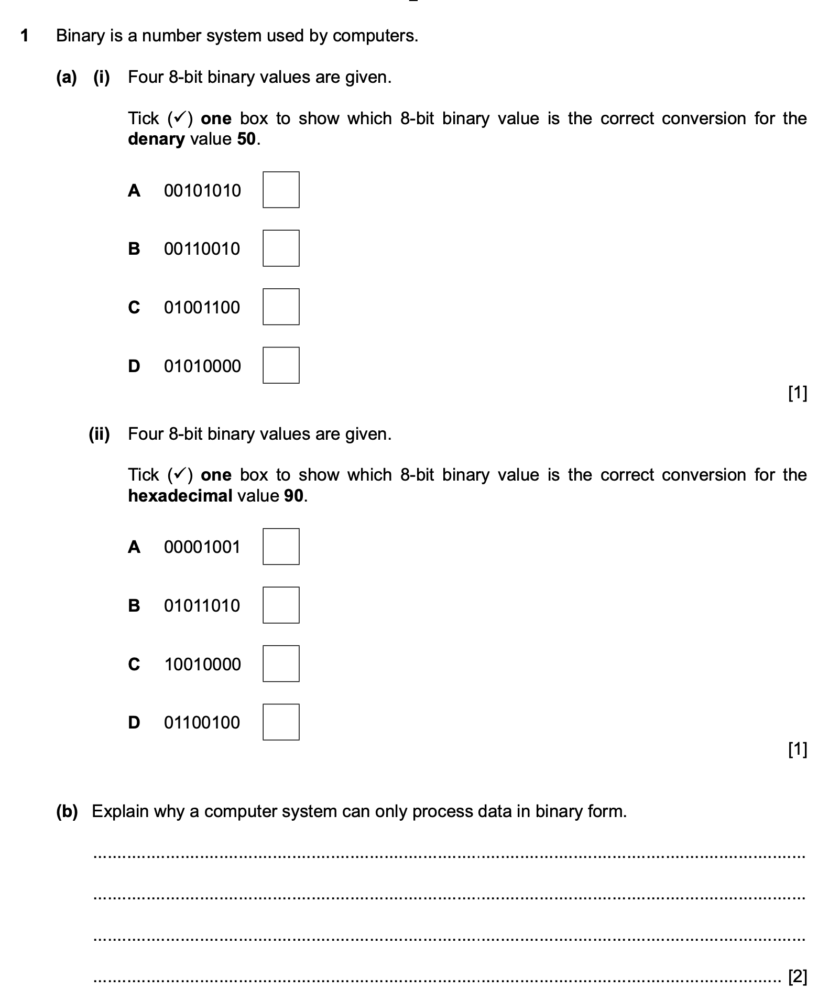 1 Binary is a number system used by computers.
(a) (i) Four 8-bit binary values are given.
Tick (✓) one box to show which 8-bit binary value is the correct conversion for the
denary value 50.
A 00101010
B 00110010
C 01001100
D 01010000
[1]
(ii) Four 8-bit binary values are given.
Tick (✓) one box to show which 8-bit binary value is the correct conversion for the
hexadecimal value 90.
A 00001001
B 01011010
C 10010000
D 01100100
[1]
(b) Explain why a computer system can only process data in binary form.
[2]